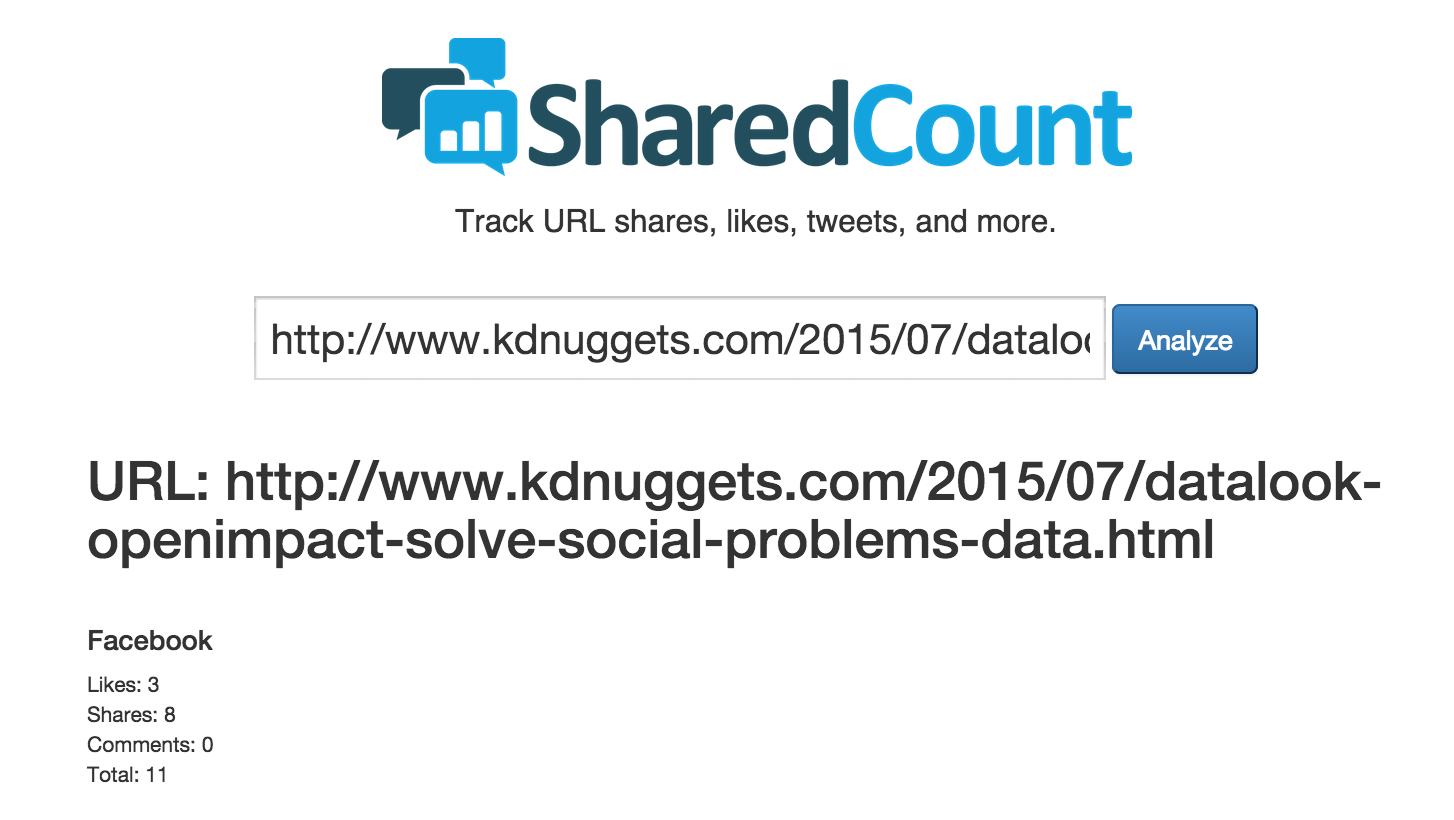 SharedCount
Track URL shares, likes, tweets, and more.
http://www.kdnuggets.com/2015/07/dataloo
Analyze
URL: http://www.kdnuggets.com/2015/07/datalook-
openimpact-solve-social-problems-data.html
Facebook
Likes: 3
Shares: 8
Comments: 0
Total: 11